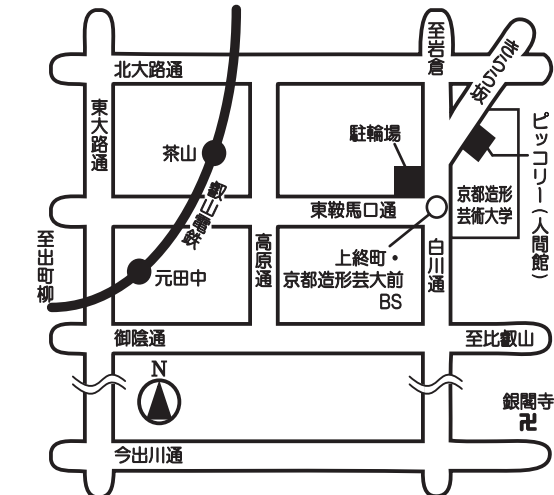 至岩倉
きらら坂
北大路通
東大路通
駐輪場
ピッコリー(人間館)
茶山
叡山電鉄
京都造形
芸術大学
東鞍馬口通
至出町柳
高原通
白川通
上終町・
京都造形芸大前
BS
元田中
御陰通
至比叡山
N
銀閣寺
卍
今出川通